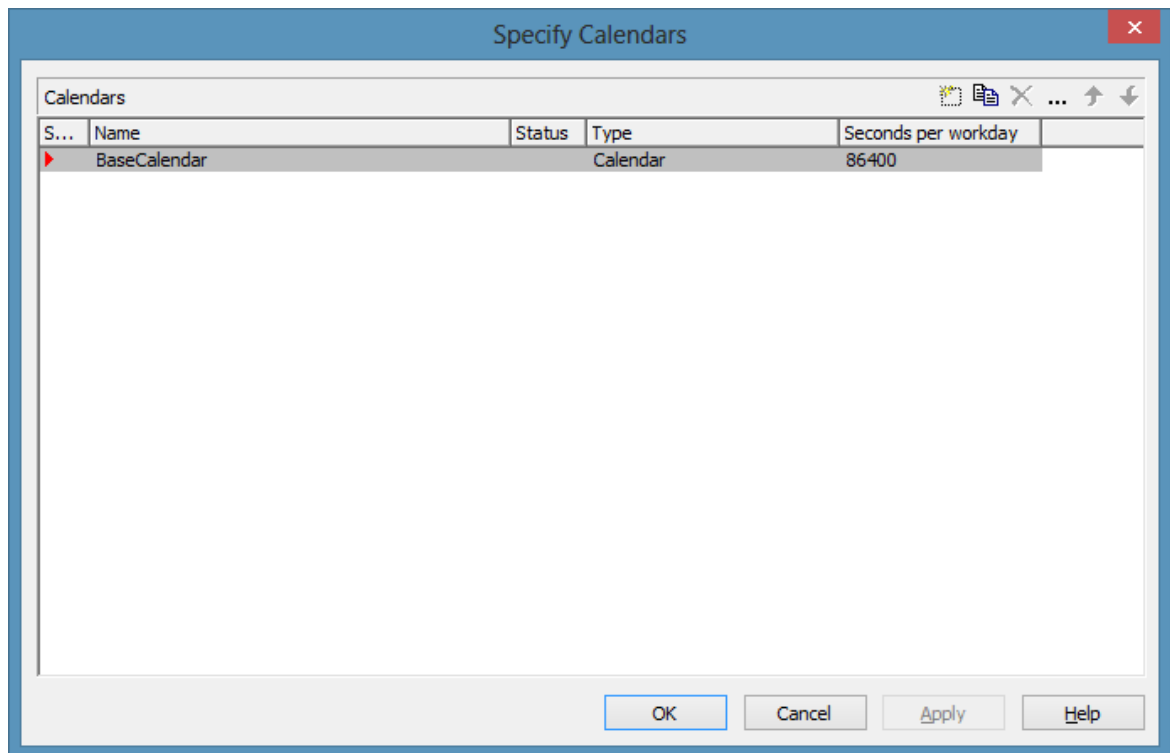 Specify Calendars
Calendars
S... Name Status Type Seconds per workday
BaseCalendar Calendar 86400
OK Cancel Apply Help